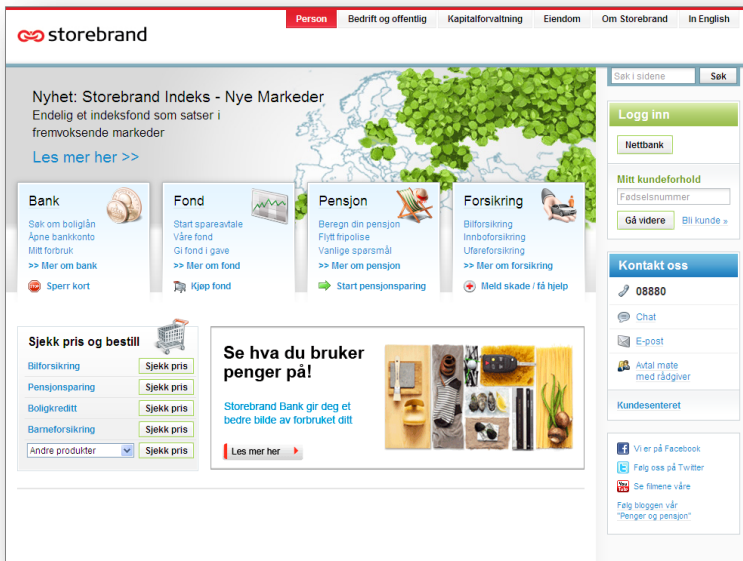 Person Bedrift og offentlig Kapitalforvaltning Eiendom Om Storebrand In English
storebrand
Søk i sidene Søk
Nyhet: Storebrand Indeks - Nye Markeder
Endelig et indeksfond som satser i
fremvoksende markeder
Les mer her >>
Bank
Søk om boliglån
Åpne bankkonto
Mitt forbruk
>> Mer om bank
Sperr kort
Fond
Start spareavtale
Våre fond
Gi fond i gave
>> Mer om fond
Kjøp fond
Pensjon
Beregn din pensjon
Flytt fripolise
Vanlige spørsmål
>> Mer om pensjon
Start pensjonsparing
Forsikring
Bilforsikring
Innboforsikring
Uføreforsikring
>> Mer om forsikring
Meld skade / få hjelp
Logg inn
Nettbank
Mitt kundeforhold
Fødselsnummer
Gå videre Bli kunde »
Kontakt oss
08880
Chat
E-post
Avtal møte
med rådgiver
Kundesenteret
Sjekk pris og bestill
Bilforsikring Sjekk pris
Pensjonsparing Sjekk pris
Boligkreditt Sjekk pris
Barneforsikring Sjekk pris
Andre produkter Sjekk pris
Se hva du bruker
penger på!
Storebrand Bank gir deg et
bedre bilde av forbruket ditt
Les mer her
Vi er på Facebook
Følg oss på Twitter
Se filmene våre
Følg bloggen vår
"Penger og pensjon"